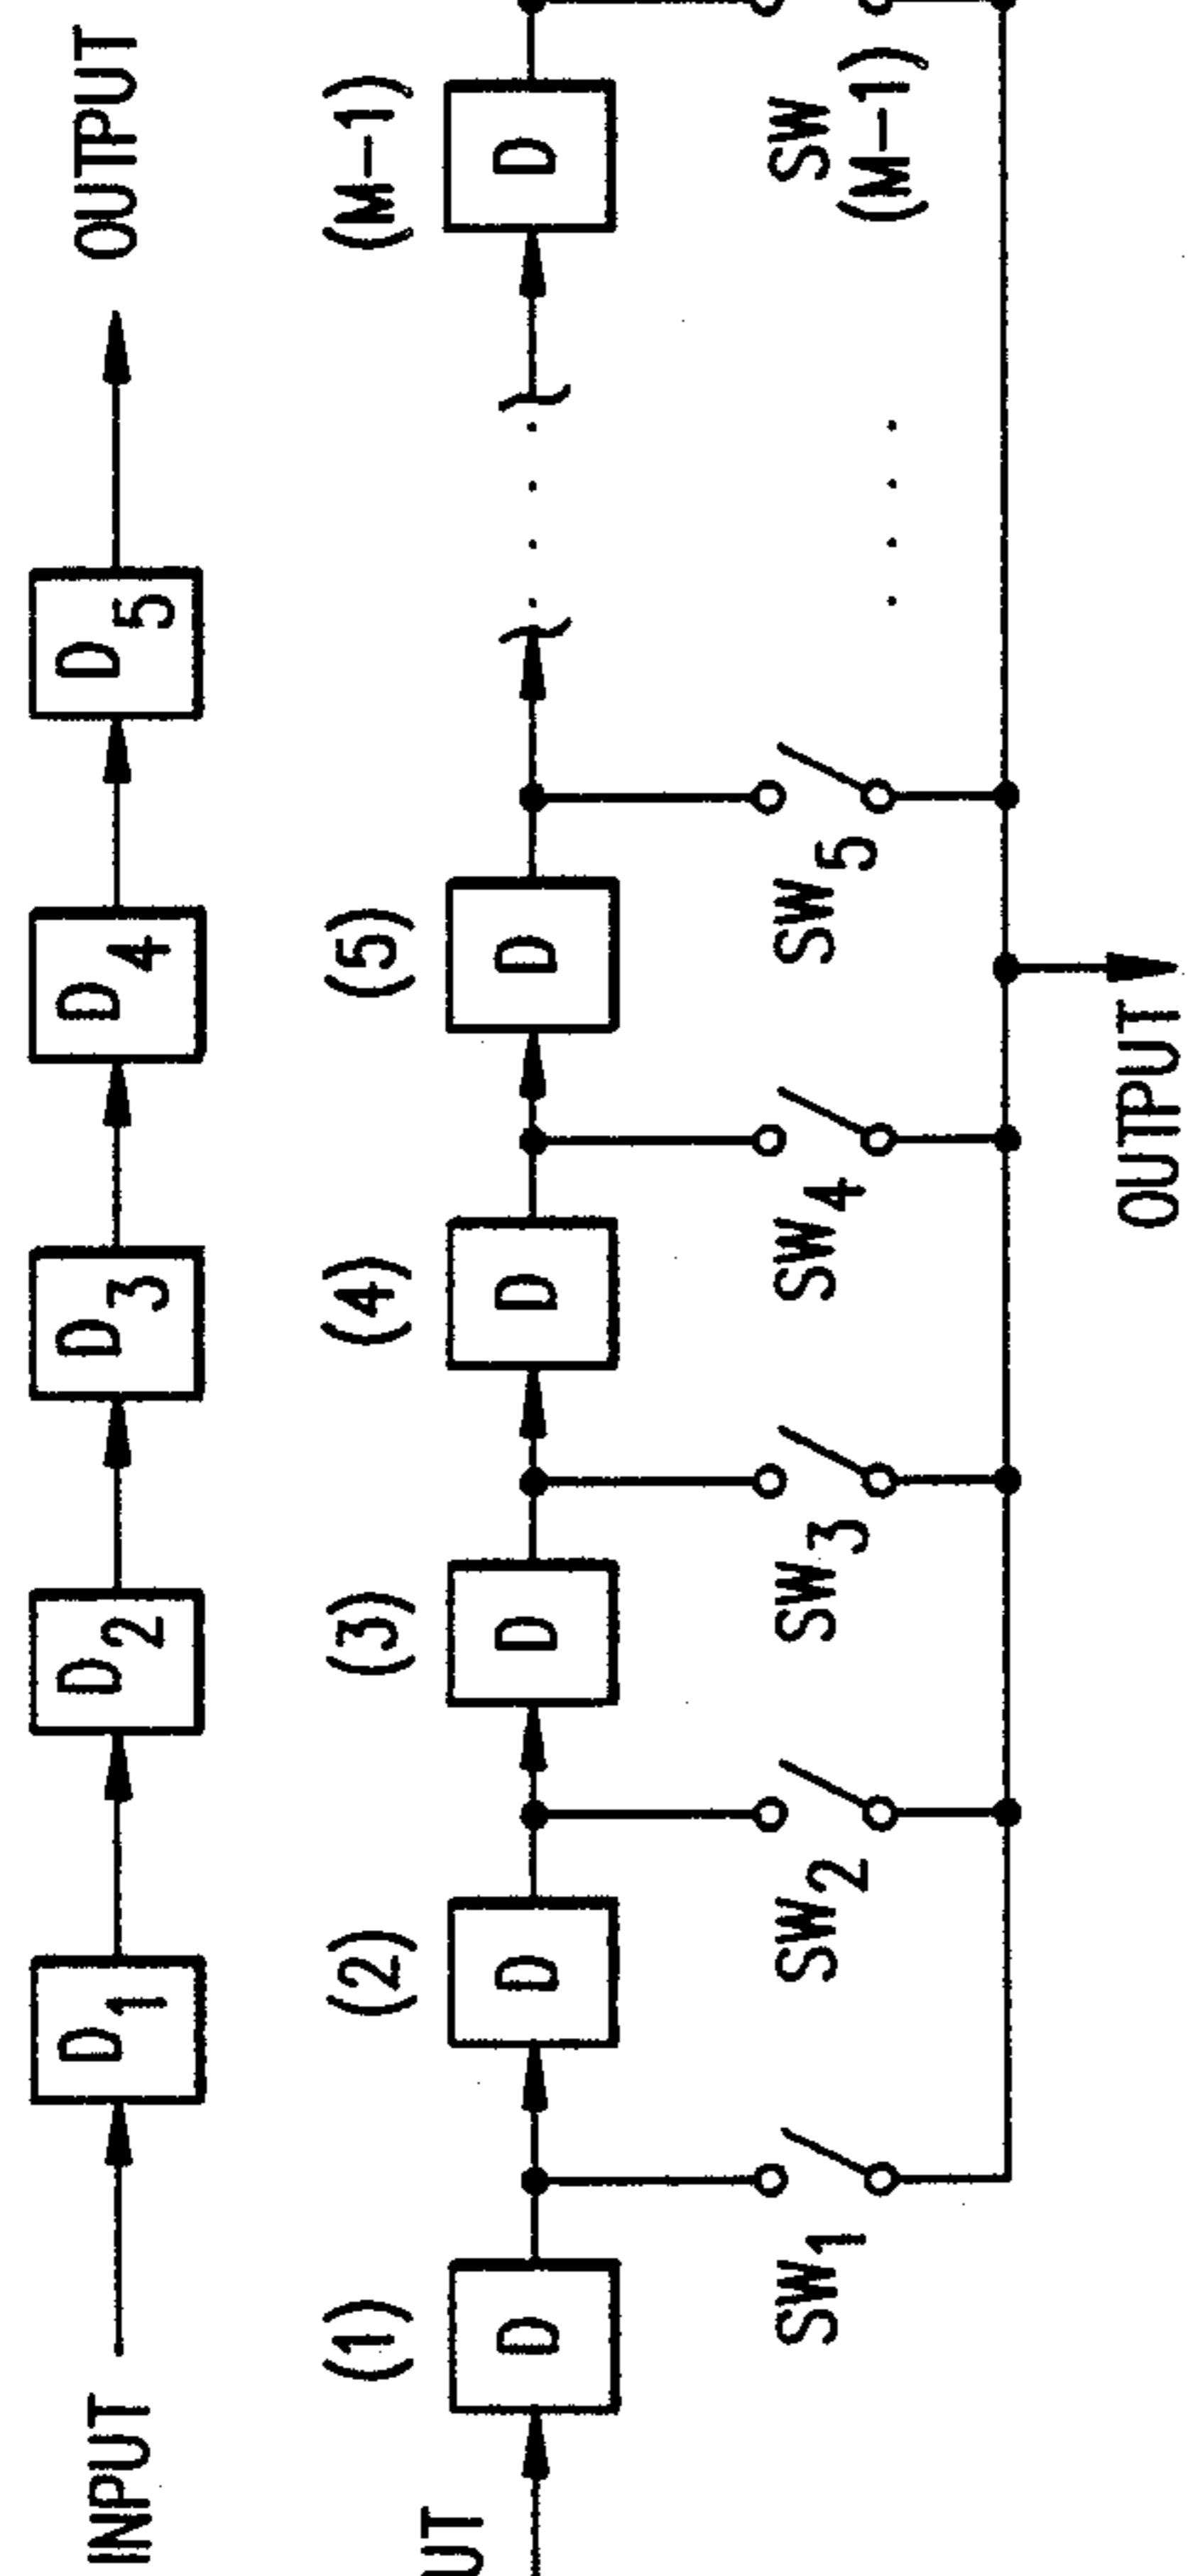 INPUT D1 D2 D3 D4 D5 OUTPUT
(1) (2) (3) (4) (5) (M-1)
UT D D D D D D
SW1 SW2 SW3 SW4 SW5 SW
(M-1)
OUTPUT